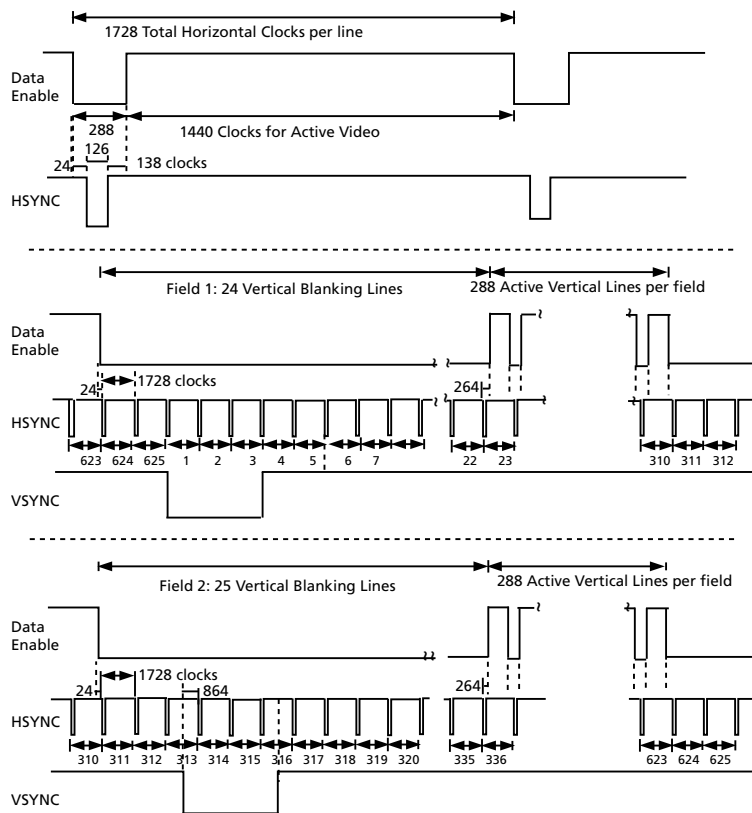 1728 Total Horizontal Clocks per line
Data
Enable
288
1440 Clocks for Active Video
126
24
138 clocks
HSYNC
Field 1: 24 Vertical Blanking Lines
288 Active Vertical Lines per field
Data
Enable
24
1728 clocks
264
HSYNC
623 624 625 1 2 3 4 5 6 7 22 23 310 311 312
VSYNC
Field 2: 25 Vertical Blanking Lines
288 Active Vertical Lines per field
Data
Enable
24
1728 clocks
864
264
HSYNC
310 311 312 313 314 315 316 317 318 319 320 335 336 623 624 625
VSYNC